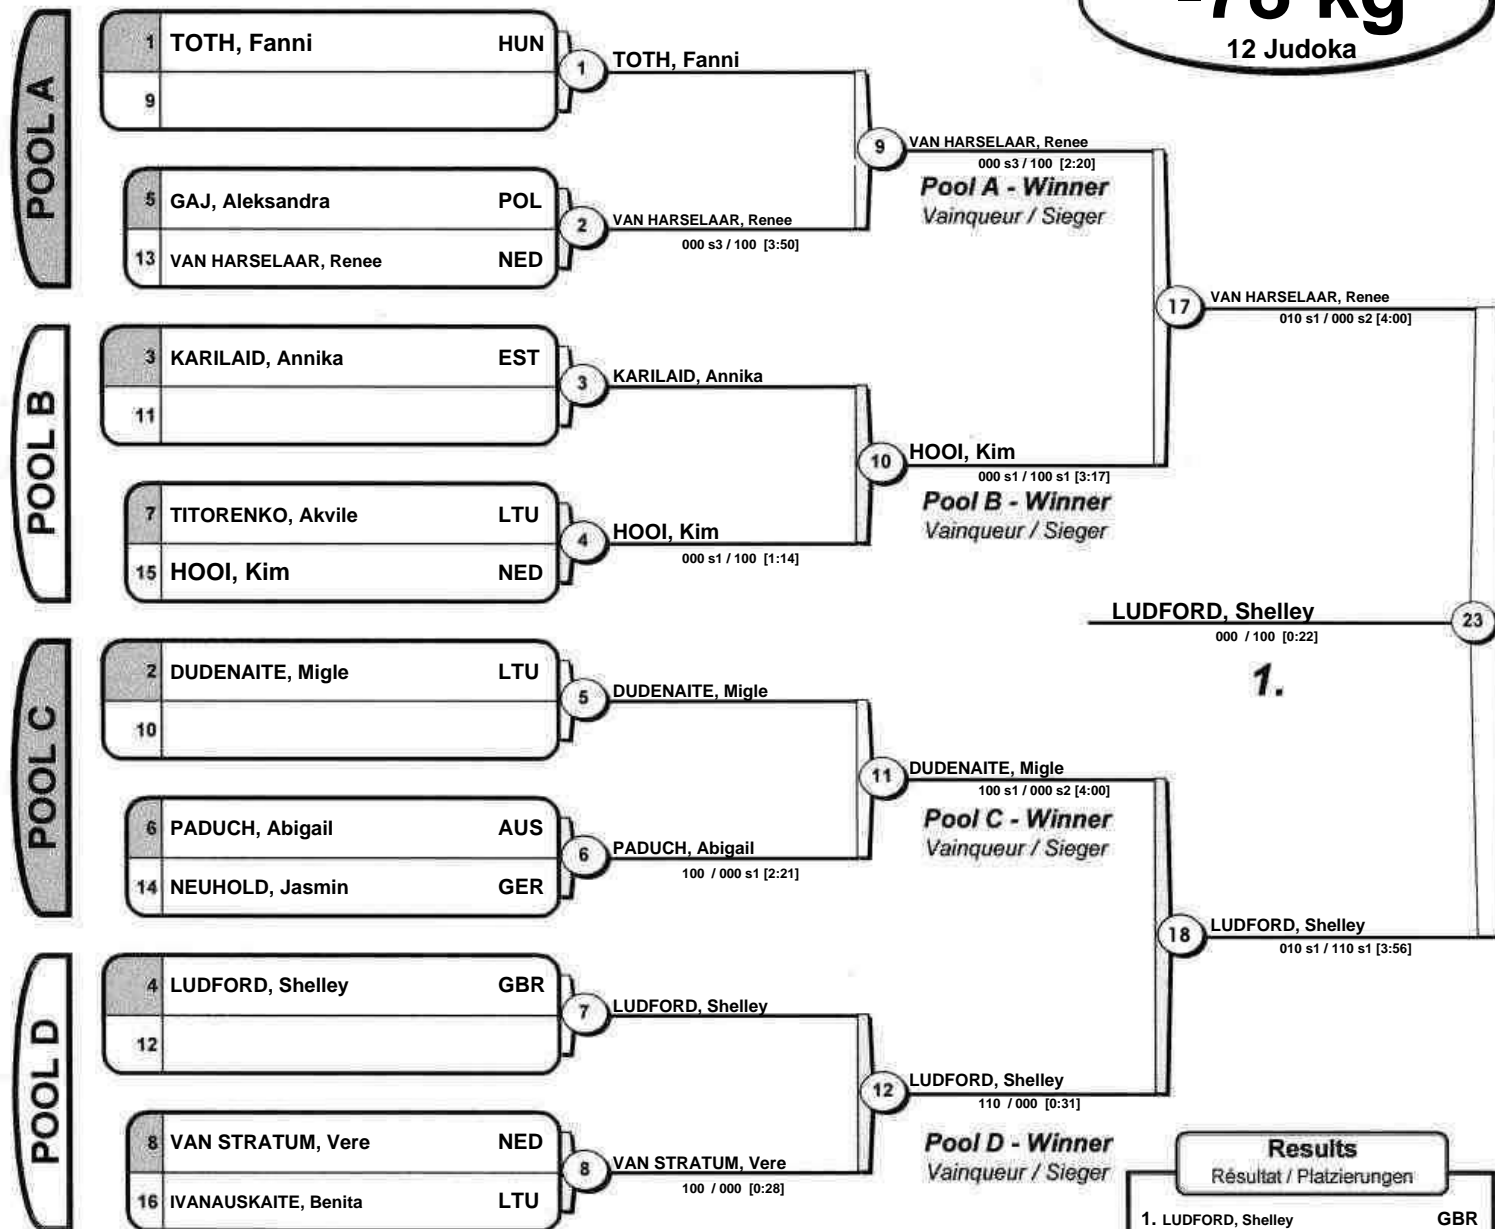 -78 kg
12 Judoka
POOL A
1 TOTH, Fanni HUN
9
1 TOTH, Fanni
5 GAJ, Aleksandra POL
13 VAN HARSELAAR, Renee NED
2 VAN HARSELAAR, Renee
000 s3 / 100 [3:50]
9 VAN HARSELAAR, Renee
000 s3 / 100 [2:20]
Pool A - Winner
Vainqueur / Sieger
POOL B
3 KARILAID, Annika EST
11
3 KARILAID, Annika
7 TITORENKO, Akvile LTU
15 HOOI, Kim NED
4 HOOI, Kim
000 s1 / 100 [1:14]
10 HOOI, Kim
000 s1 / 100 s1 [3:17]
Pool B - Winner
Vainqueur / Sieger
17 VAN HARSELAAR, Renee
010 s1 / 000 s2 [4:00]
LUDFORD, Shelley 23
000 / 100 [0:22]
1.
POOL C
2 DUDENAITE, Migle LTU
10
5 DUDENAITE, Migle
6 PADUCH, Abigail AUS
14 NEUHOLD, Jasmin GER
6 PADUCH, Abigail
100 / 000 s1 [2:21]
11 DUDENAITE, Migle
100 s1 / 000 s2 [4:00]
Pool C - Winner
Vainqueur / Sieger
18 LUDFORD, Shelley
010 s1 / 110 s1 [3:56]
POOL D
4 LUDFORD, Shelley GBR
12
7 LUDFORD, Shelley
8 VAN STRATUM, Vere NED
16 IVANAUSKAITE, Benita LTU
8 VAN STRATUM, Vere
100 / 000 [0:28]
12 LUDFORD, Shelley
110 / 000 [0:31]
Pool D - Winner
Vainqueur / Sieger
Results
Résultat / Platzierungen
1. LUDFORD, Shelley GBR